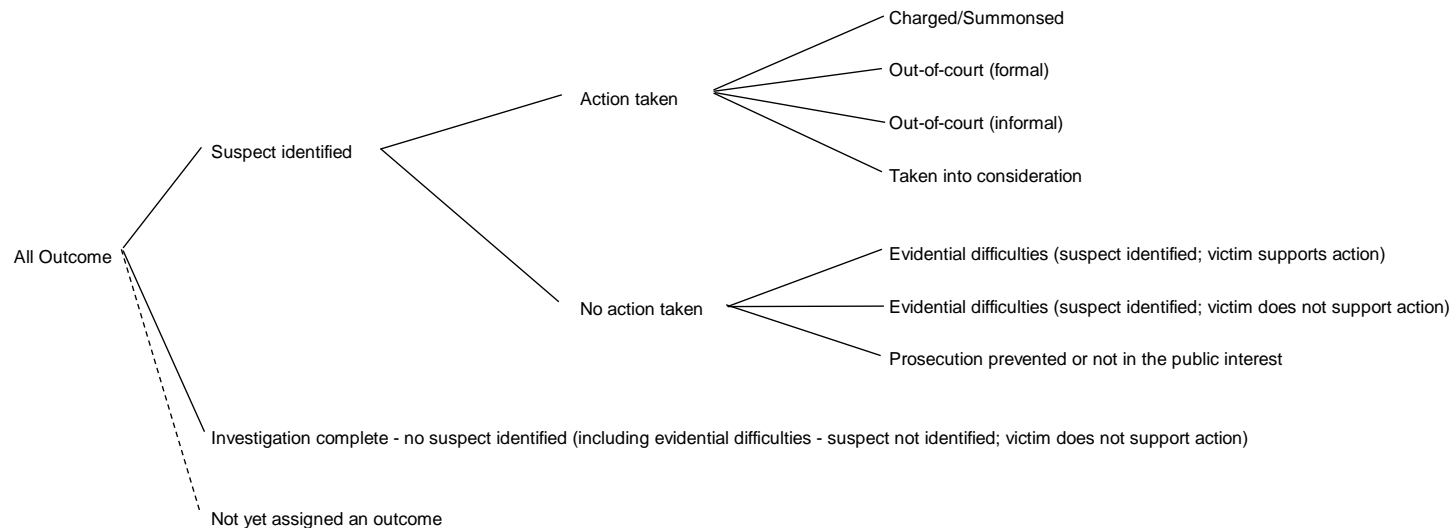 Charged/Summonsed
Out-of-court (formal)
Action taken
Out-of-court (informal)
Suspect identified
Taken into consideration
All Outcome
Evidential difficulties (suspect identified; victim supports action)
No action taken
Evidential difficulties (suspect identified; victim does not support action)
Prosecution prevented or not in the public interest
Investigation complete - no suspect identified (including evidential difficulties - suspect not identified; victim does not support action)
Not yet assigned an outcome